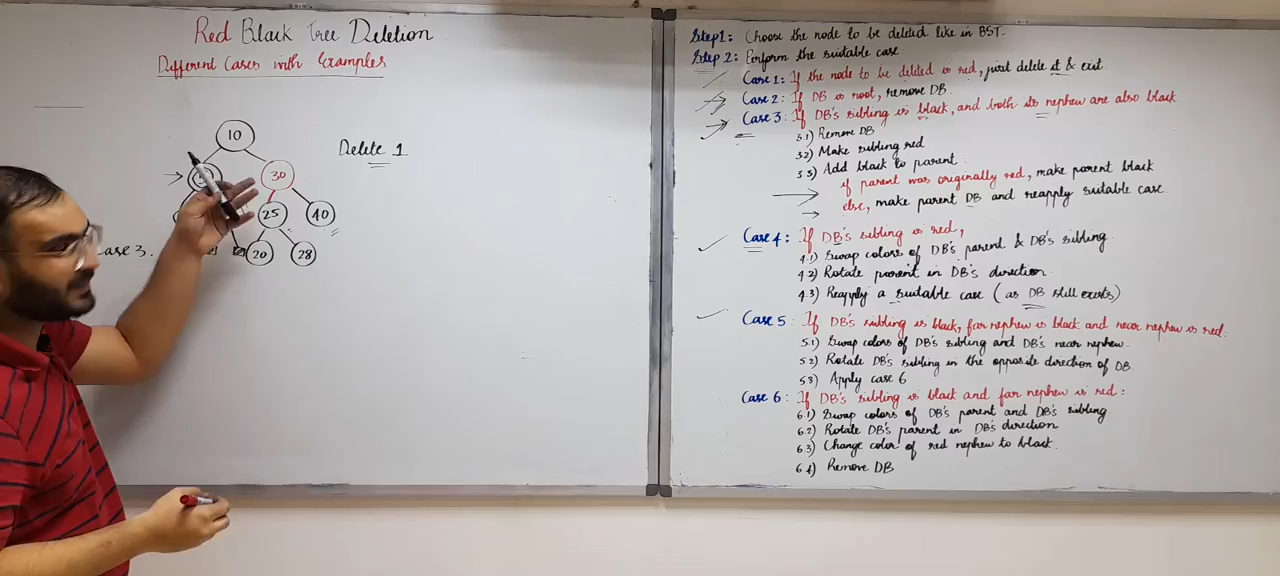 Red Black Tree Deletion
Different Cases with Examples
10
Delete 1
30
25
40
20
28
Case 3.
Step1: Choose the node to be deleted like in BST.
Step 2: Perform the suitable case
Case 1: If the node to be deleted is red, just delete it & exit.
Case 2: If DB is root, remove DB.
Case 3: If DB's sibling is black, and both its nephew are also black
3.1) Remove DB
3.2) Make sibling red
3.3) Add black to parent.
if parent was originally red, make parent black
else, make parent DB and reapply suitable case
Case 4: If DB's sibling is red,
4.1) Swap colors of DB's parent & DB's sibling
4.2) Rotate parent in DB's direction
4.3) Reapply a suitable case (as DB still exists)
Case 5: If DB's sibling is black, far nephew is black and near nephew is red.
5.1) Swap colors of DB's sibling and DB's near nephew.
5.2) Rotate DB's sibling in the opposite direction of DB.
5.3) Apply case 6
Case 6: If DB's sibling is black and far nephew is red:
6.1) Swap colors of DB's parent and DB's sibling
6.2) Rotate DB's parent in DB's direction
6.3) Change color of red nephew to black.
6.4) Remove DB